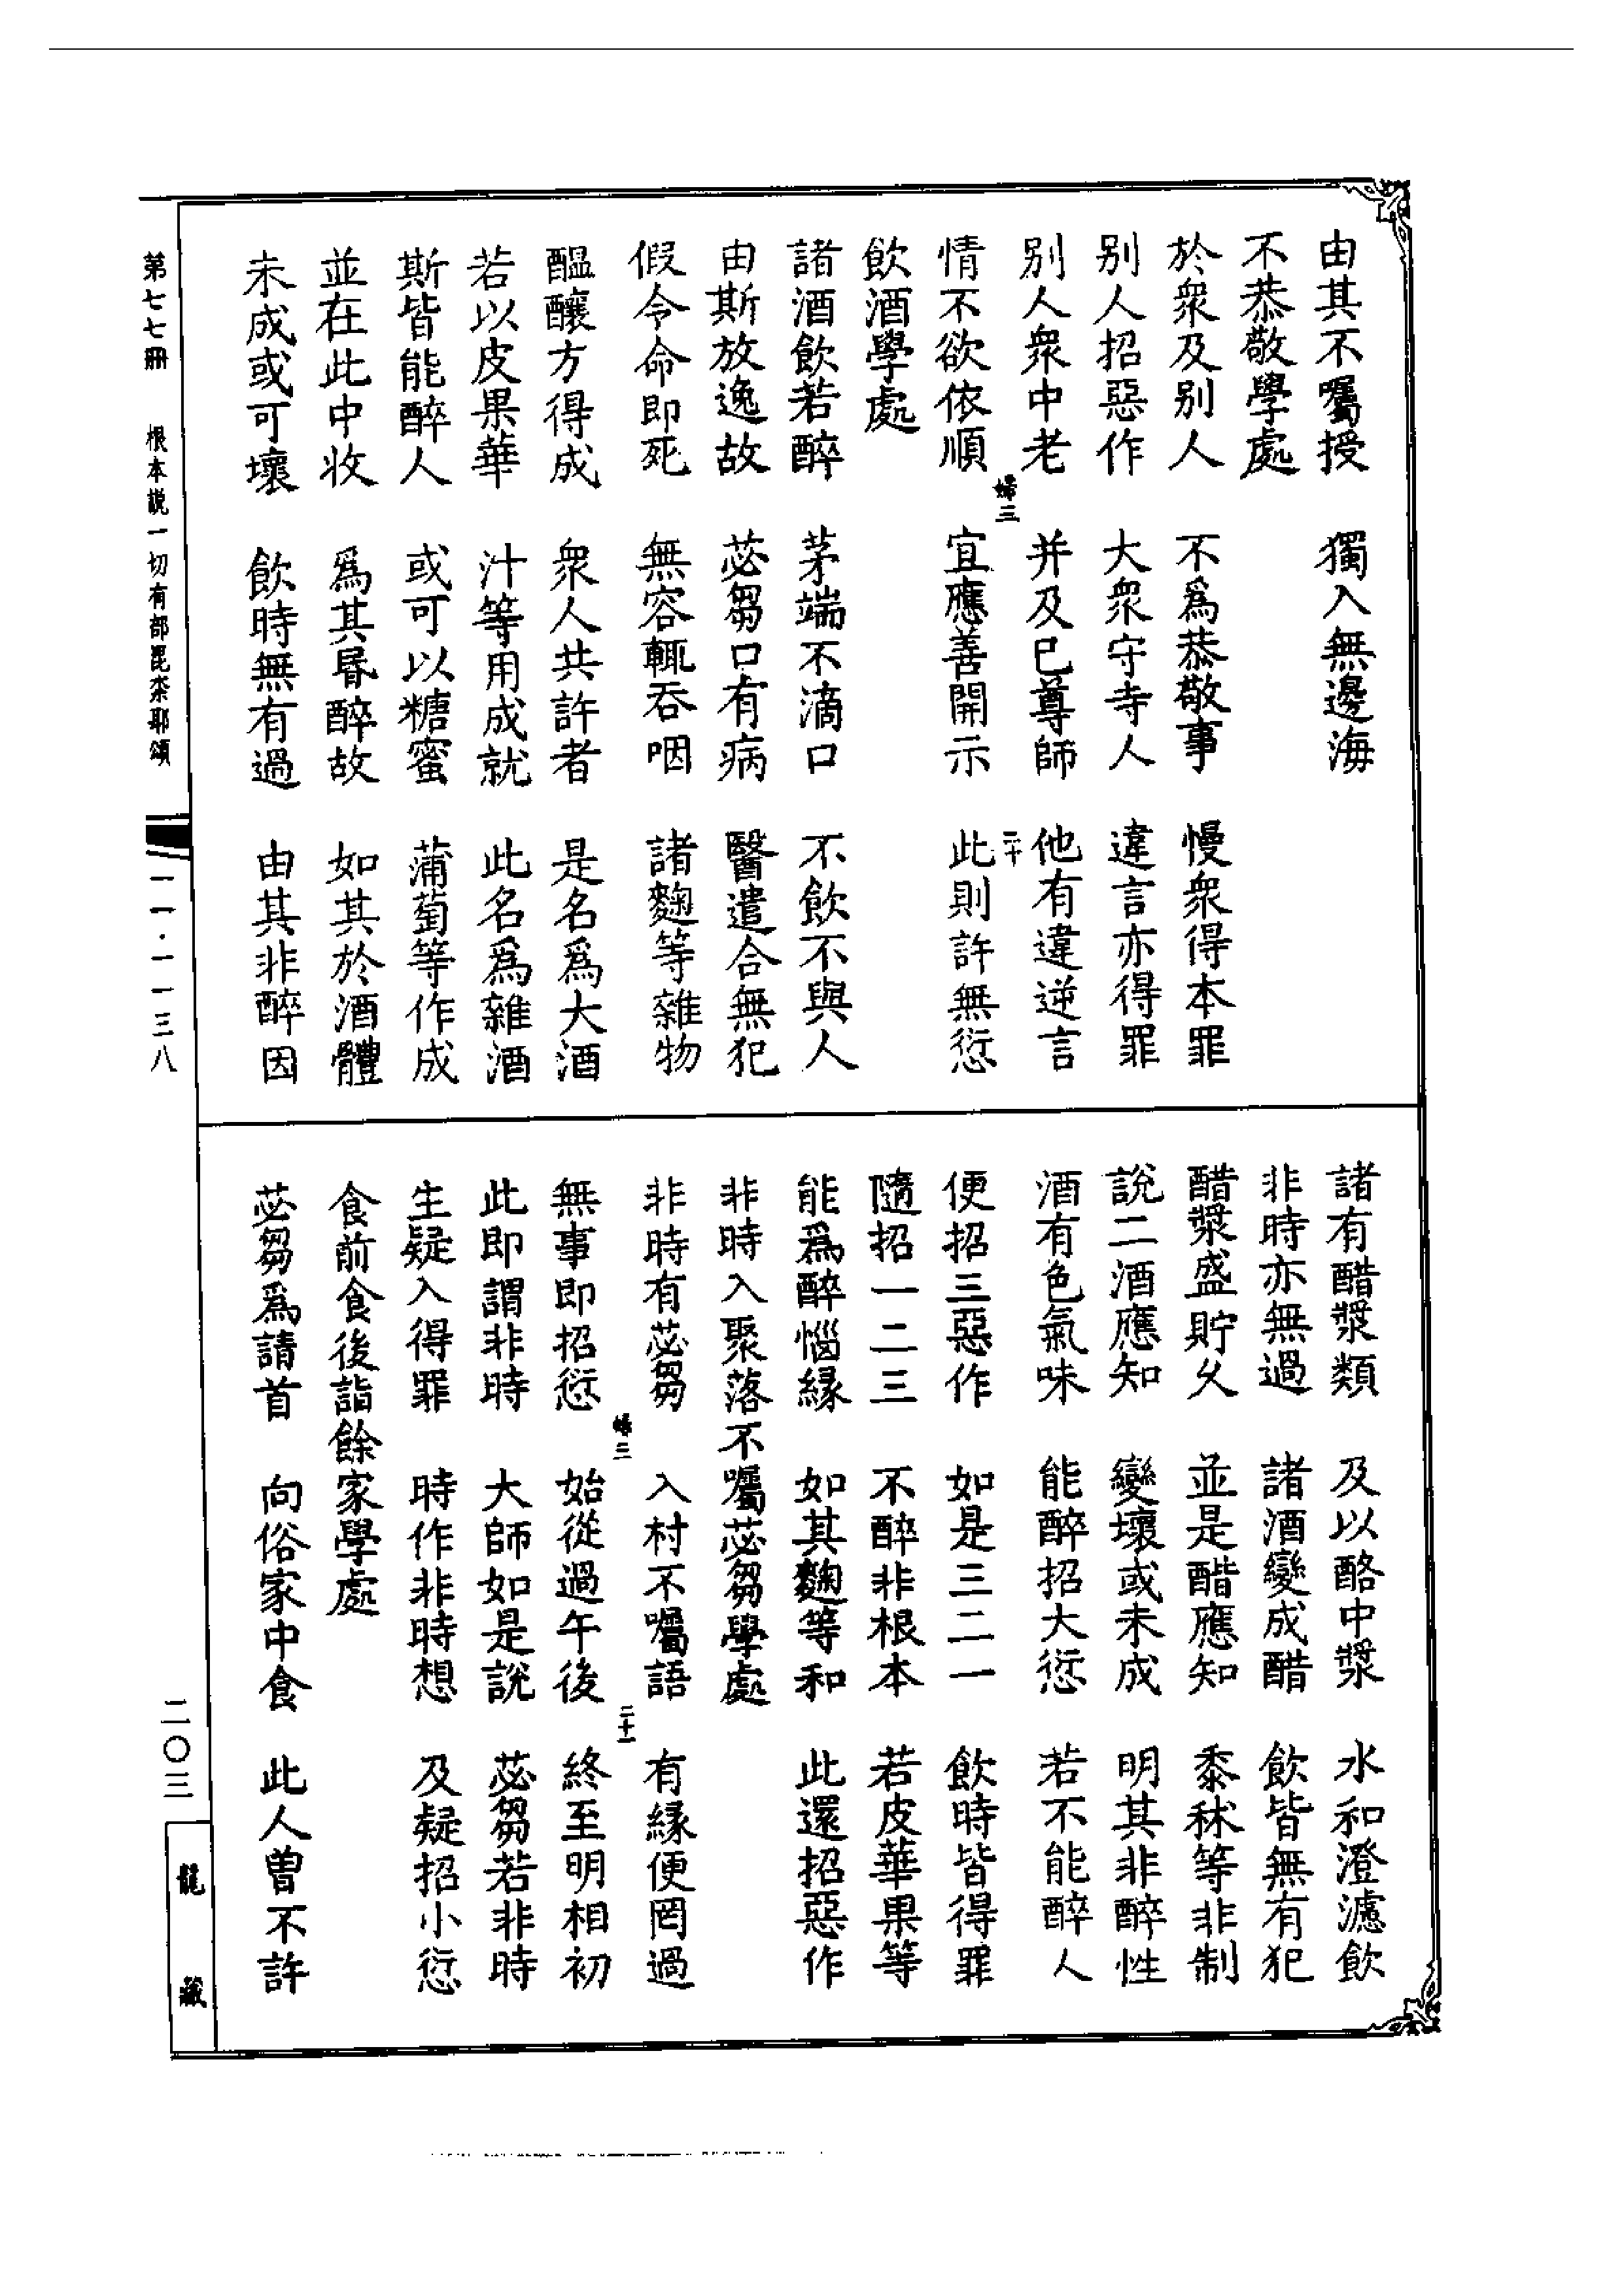 由其不囑授　獨入無邊海
不恭敬學處
於衆及别人　不爲恭敬事　慢衆得本罪
别人招惡作　大衆守寺人　違言亦得罪
别人衆中老　并及已尊師　他有違逆言
婦三　二十
情不欲依順　宜應善開示　此則許無愆
飲酒學處
諸酒飲若醉　茅端不滴口　不飲不與人
由斯放逸故　苾芻口有病　醫遣合無犯
假令命即死　無容輒吞咽　諸麴等雜物
醞釀方得成　衆人共許者　是名爲大酒
若以皮果華　汁等用成就　此名爲雜酒
斯皆能醉人　或可以糖蜜　蒲萄等作成
並在此中收　爲其昬醉故　如其於酒體
未成或可壞　飲時無有過　由其非醉因
諸有醋漿類　及以酪中漿　水和澄濾飲
非時亦無過　諸酒變成醋　飲皆無有犯
醋漿盛貯久　並是醋應知　黍秫等非制
說二酒應知　變壞或未成　明其非醉性
酒有色氣味　能醉招大愆　若不能醉人
便招三惡作　如是三二一　飲時皆得罪
隨招一二三　不醉非根本　若皮華果等
能爲醉惱緣　如其麴等和　此還招惡作
非時入聚落不囑苾芻學處
非時有苾芻　入村不囑語　有緣便罔過
婦三　二十一
無事即招愆　始從過午後　終至明相初
此即謂非時　大師如是說　苾芻若非時
生疑入得罪　時作非時想　及疑招小愆
食前食後詣餘家學處
苾芻爲請首　向俗家中食　此人曽不許
第七七冊　根本説一切有部毘柰耶頌　一一·一一三八
二〇三
龍藏